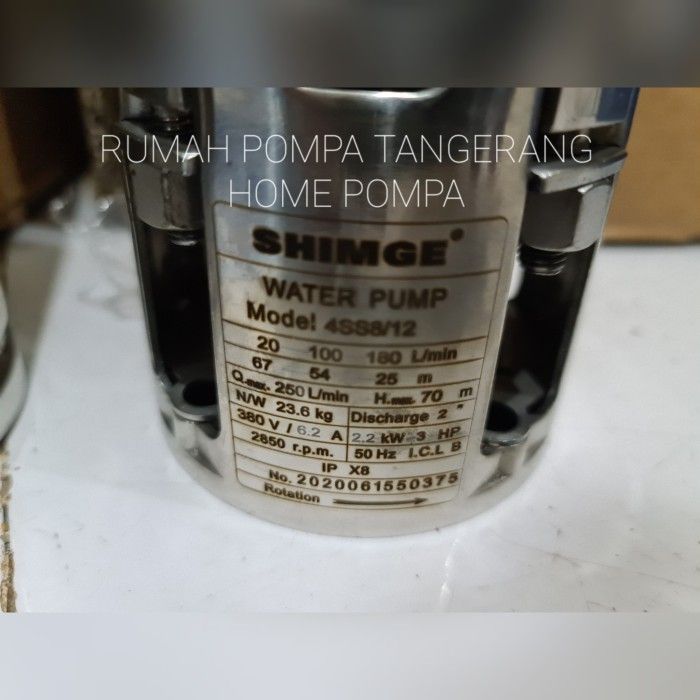 RUMAH POMPA TANGERANG
HOME POMPA
SHIMGE®
WATER PUMP
Model 4SS8/12
20 100 180 L/min
67 54 25 m
Q.max. 250 L/min H.max. 70 m
N/W 23.6 kg Discharge 2 "
380 V / 6.2 A 2.2 kW 3 HP
2850 r.p.m. 50 Hz I.C.L B
IP X8
No. 2020061550375
Rotation